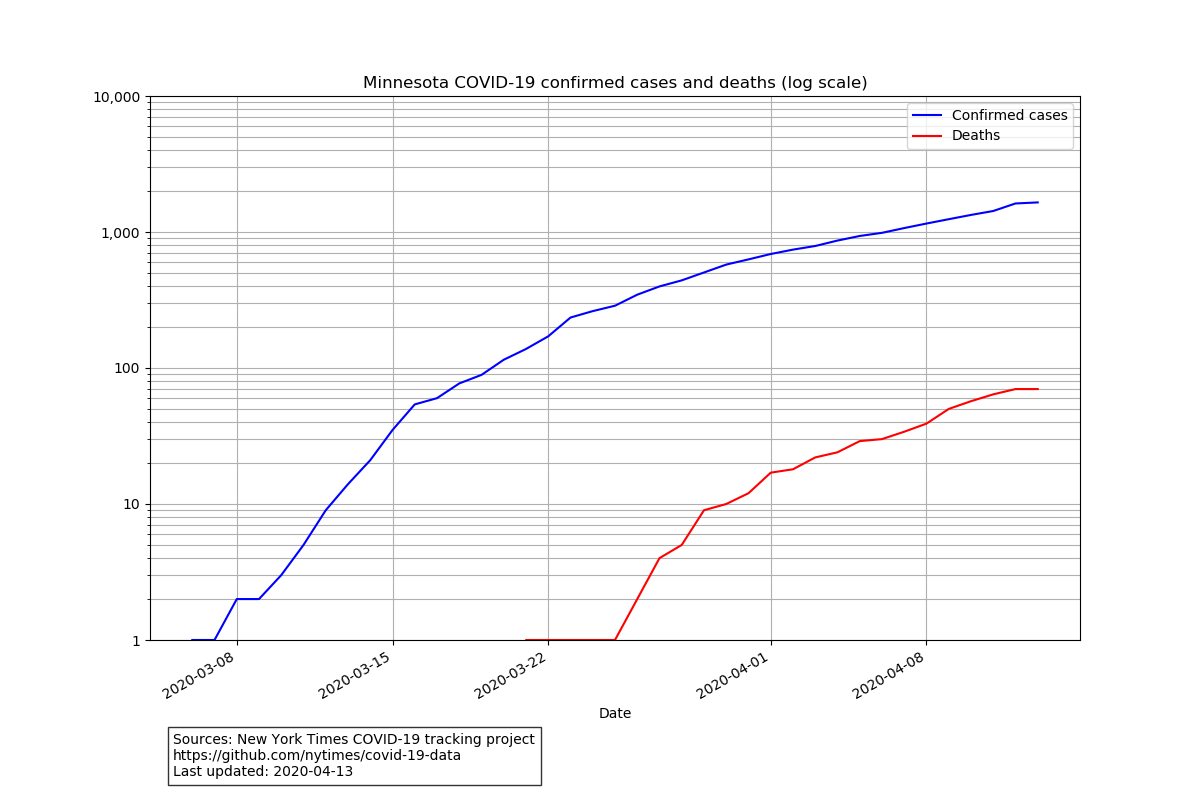 Minnesota COVID-19 confirmed cases and deaths (log scale)
10,000
1,000
100
10
1
Confirmed cases
Deaths
2020-03-08
2020-03-15
2020-03-22
2020-04-01
2020-04-08
Date
Sources: New York Times COVID-19 tracking project
https://github.com/nytimes/covid-19-data
Last updated: 2020-04-13